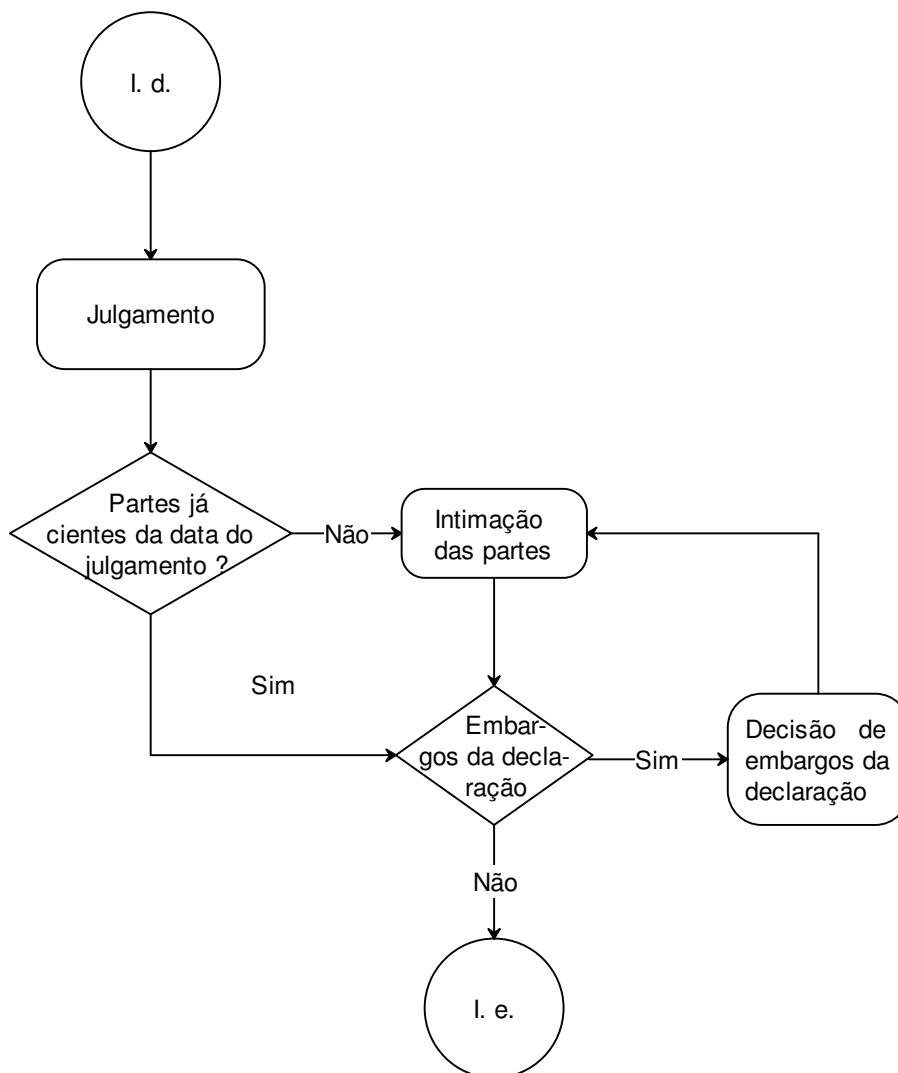 I. d.
Julgamento
Partes já
cientes da data do
julgamento ?
Não
Intimação
das partes
Sim
Embar-
gos da decla-
ração
Sim
Decisão de
embargos da
declaração
Não
I. e.